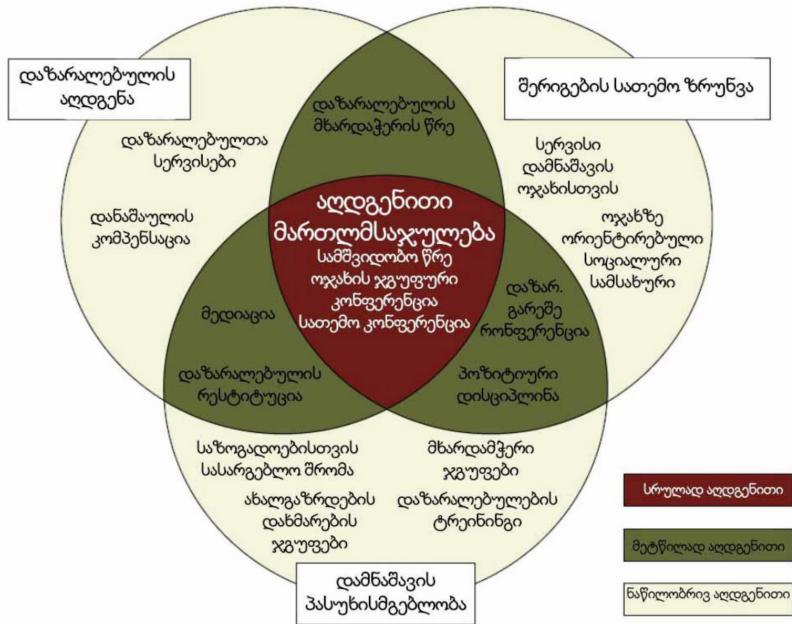 დაზარალებულის
აღდგენა
შერიგების სათემო ზრუნვა
დაზარალებულის
მხარდაჭერის წრე
დაზარალებულთა
სერვისები
დანაშაულის
კომპენსაცია
სერვისი
დამნაშავის
ოჯახისთვის
ოჯახზე
ორიენტირებული
სოციალური
სამსახური
აღდგენითი
მართლმსაჯულება
სამშვიდობო წრე
ოჯახის ჯგუფური
კონფერენცია
სათემო კონფერენცია
მედიაცია
დაზარალებულის
რესტიტუცია
დაზარ.
გარეშე
რონფერენცია
პოზიტიური
დისციპლინა
საზოგადოებისთვის
სასარგებლო შრომა
ახალგაზრდების
დახმარების
ჯგუფები
მხარდამჭერი
ჯგუფები
დაზარალებულების
ტრეინინგი
დამნაშავის
პასუხისმგებლობა
სრულად აღდგენითი
მეტწილად აღდგენითი
ნაწილობრივ აღდგენითი